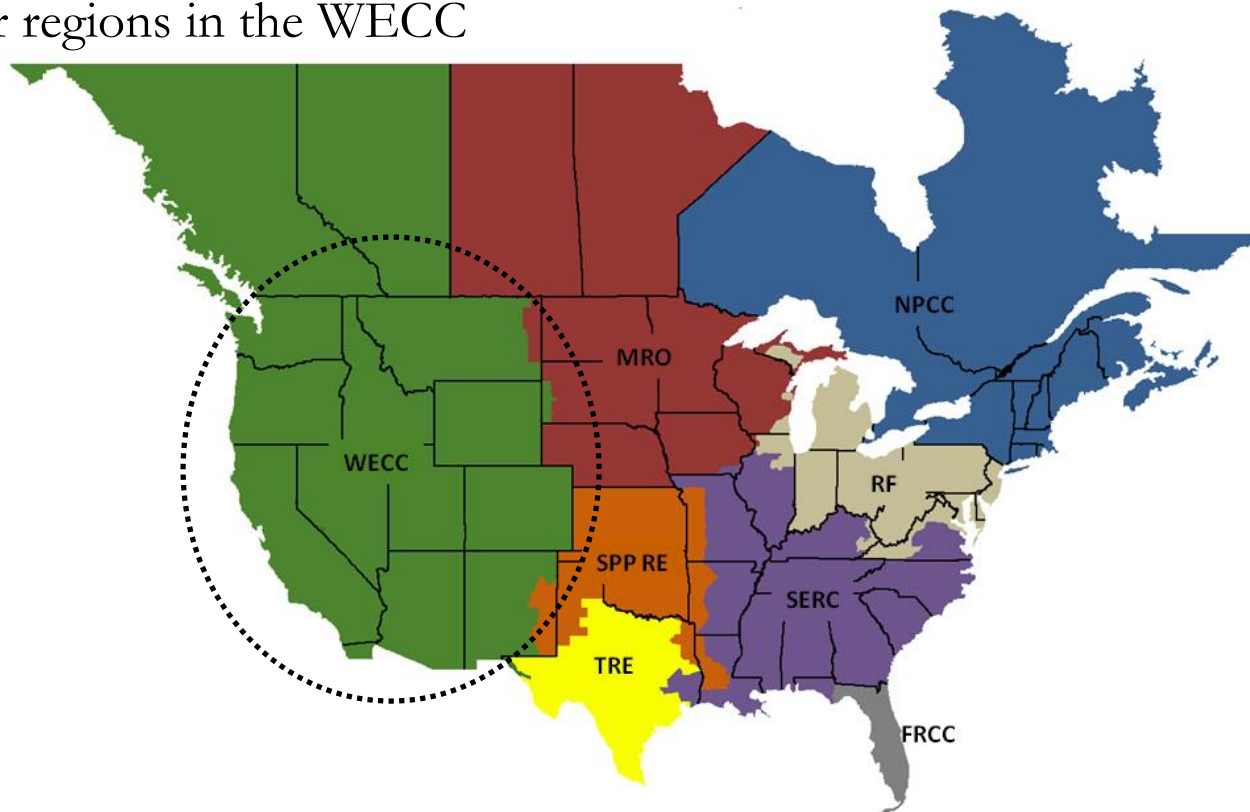 regions in the WECC
NPCC
MRO
WECC
RF
SPP RE
SERC
TRE
FRCC